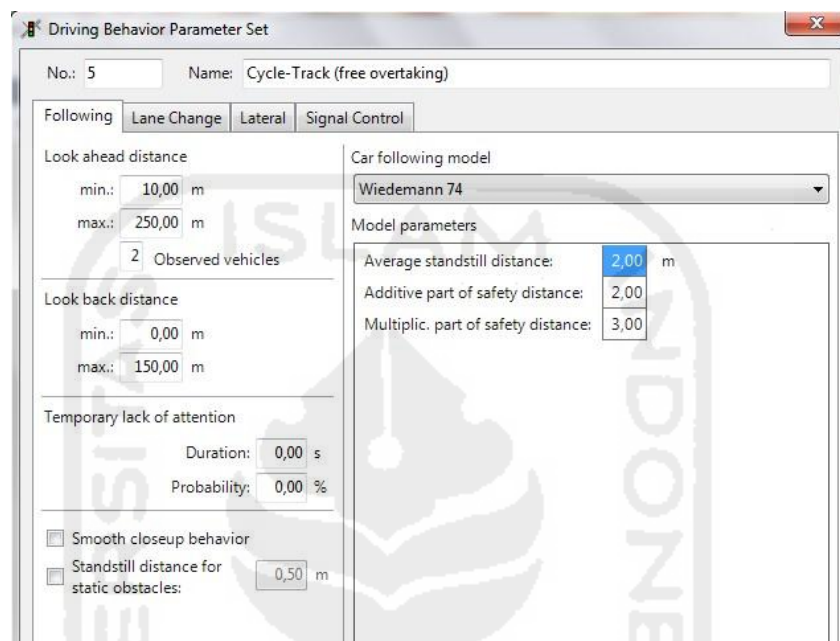 Driving Behavior Parameter Set
No.: 5 Name: Cycle-Track (free overtaking)
Following Lane Change Lateral Signal Control
Look ahead distance
min.: 10,00 m
max.: 250,00 m
2 Observed vehicles
Look back distance
min.: 0,00 m
max.: 150,00 m
Temporary lack of attention
Duration: 0,00 s
Probability: 0,00 %
Smooth closeup behavior
Standstill distance for
static obstacles: 0,50 m
Car following model
Wiedemann 74
Model parameters
Average standstill distance: 2,00 m
Additive part of safety distance: 2,00
Multiplic. part of safety distance: 3,00
ISLAM